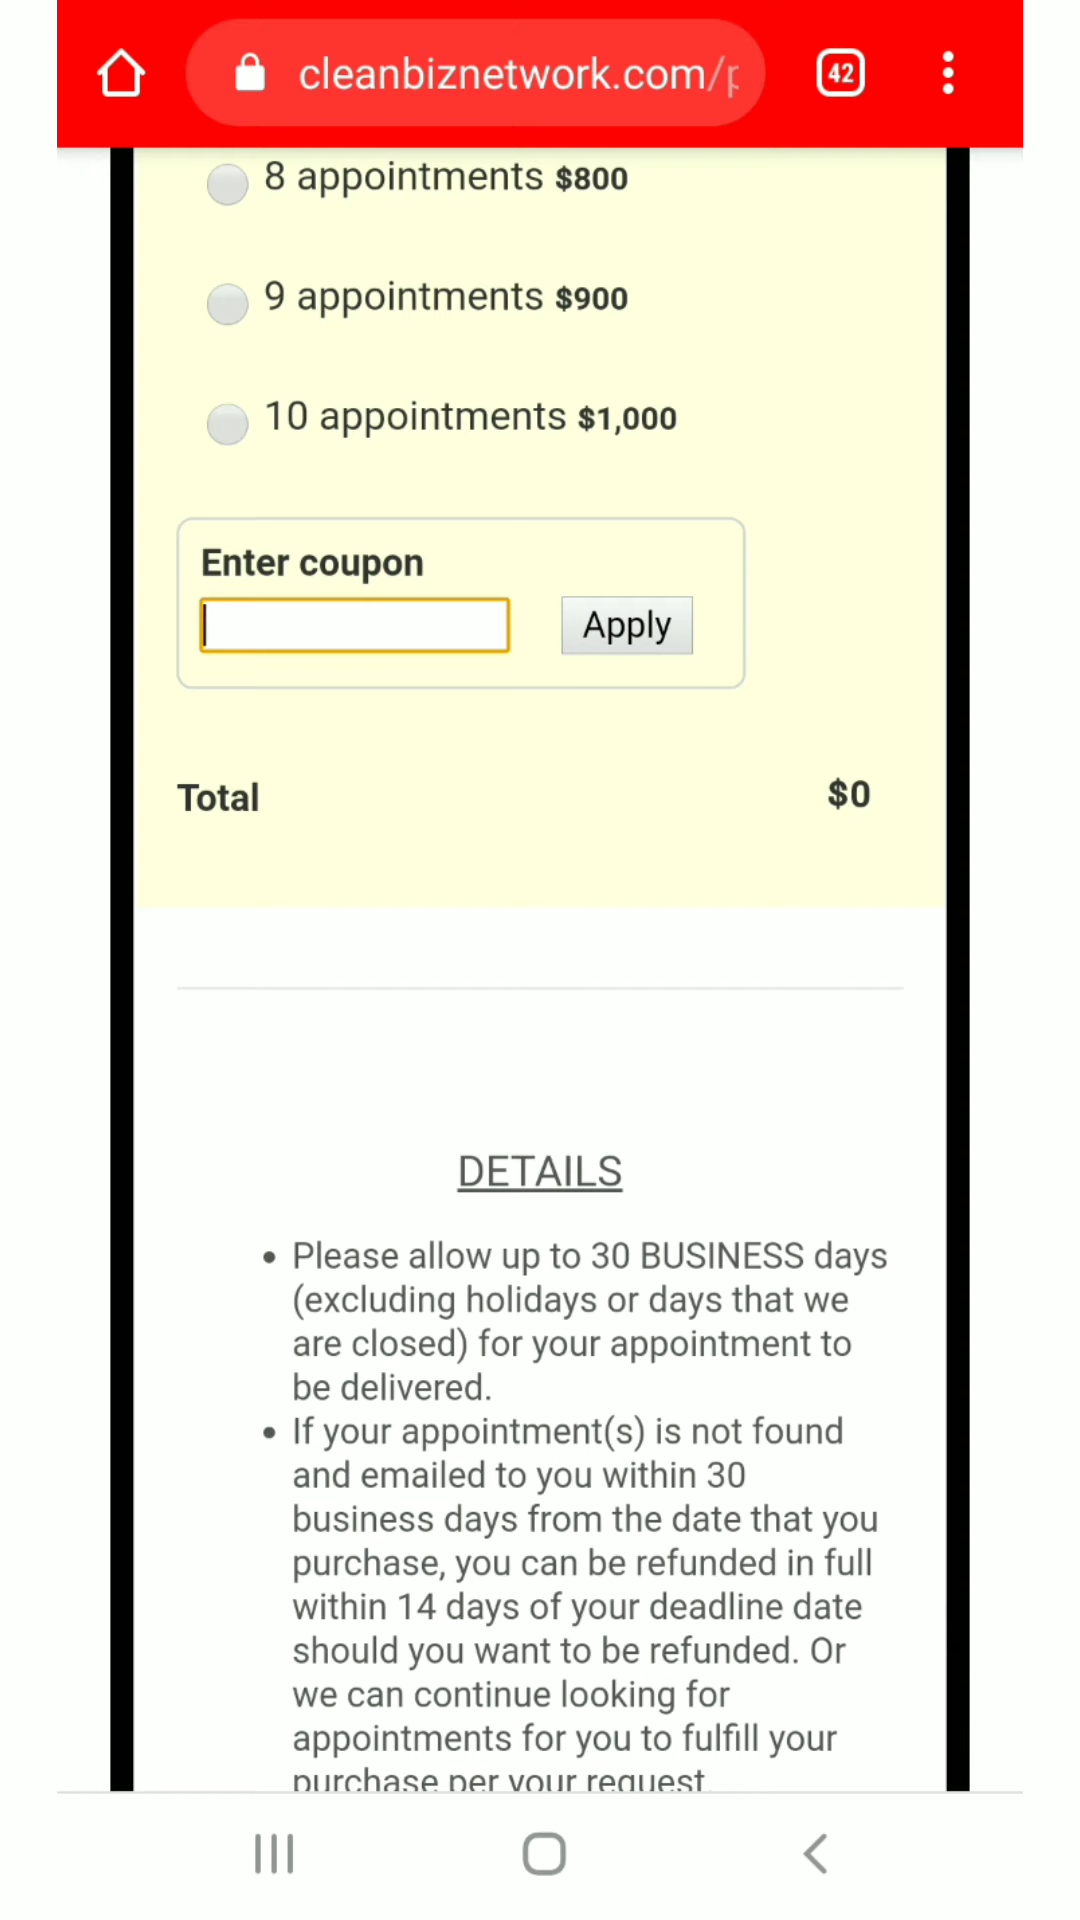 cleanbiznetwork.com/
42
8 appointments $800
9 appointments $900
10 appointments $1,000
Enter coupon
Apply
Total $0
DETAILS
• Please allow up to 30 BUSINESS days
(excluding holidays or days that we
are closed) for your appointment to
be delivered.
• If your appointment(s) is not found
and emailed to you within 30
business days from the date that you
purchase, you can be refunded in full
within 14 days of your deadline date
should you want to be refunded. Or
we can continue looking for
appointments for you to fulfill your
purchase per your request